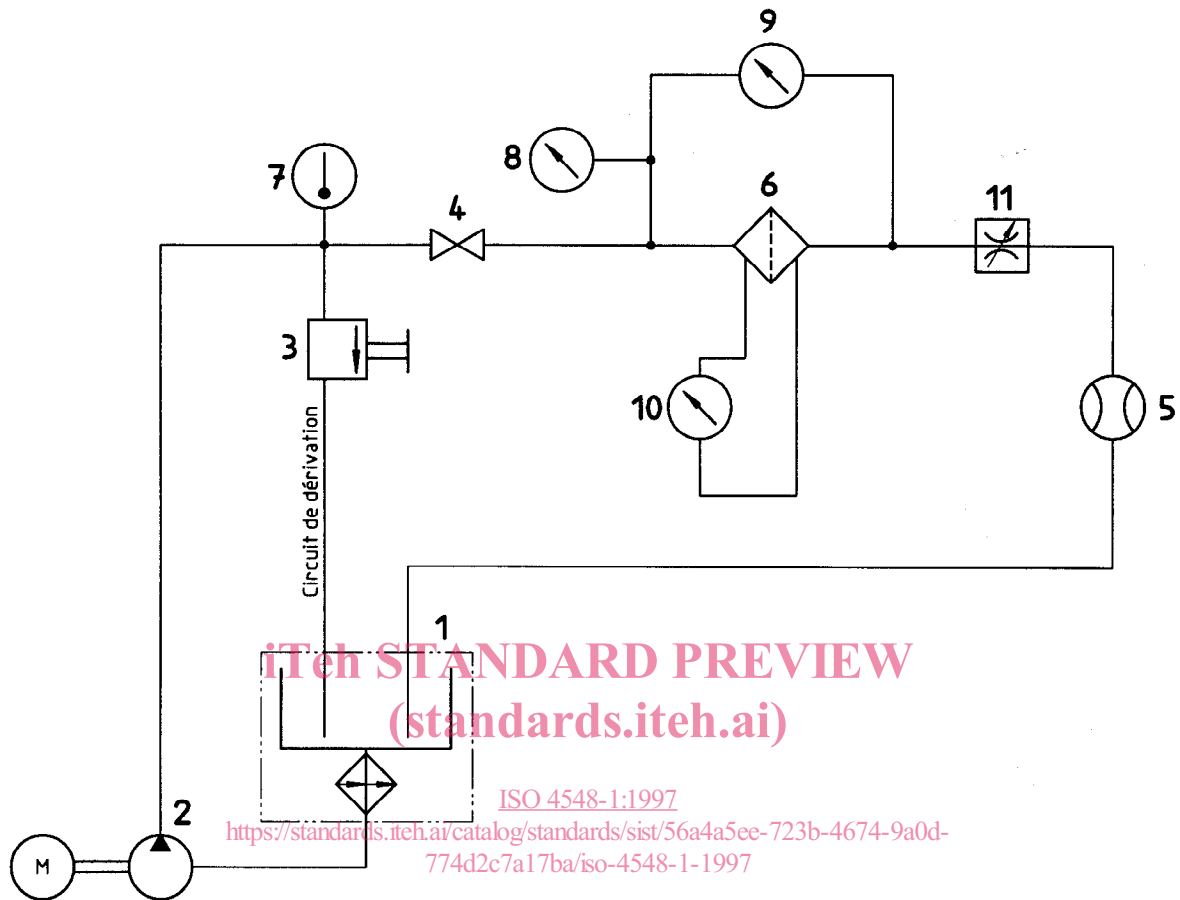 9
8
7
6
4
11
3
10
5
Circuit de dérivation
1
iTeh STANDARD PREVIEW
(standards.iteh.ai)
ISO 4548-1:1997
2
https://standards.iteh.ai/catalog/standards/sist/56a4a5ee-723b-4674-9a0d-
774d2c7a17ba/iso-4548-1-1997
M